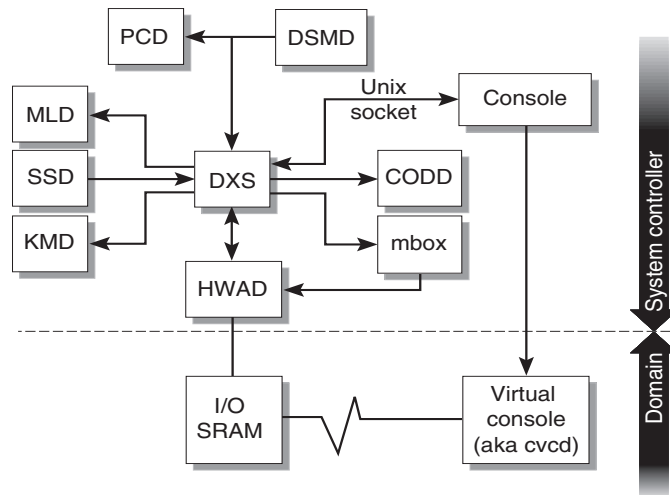 PCD
DSMD
Unix
socket
Console
MLD
SSD
DXS
CODD
KMD
mbox
HWAD
System controller
Domain
I/O
SRAM
Virtual
console
(aka cvcd)